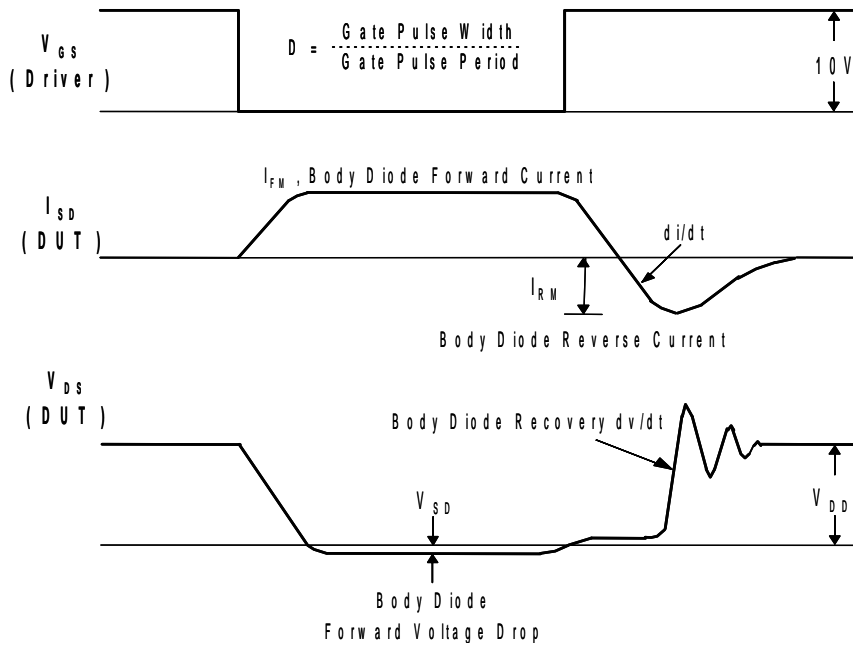 V GS
(Driver)
D = Gate Pulse Width
Gate Pulse Period
10V
I FM , Body Diode Forward Current
I SD
(DUT)
di/dt
I RM
Body Diode Reverse Current
V DS
(DUT)
Body Diode Recovery dv/dt
V SD
V DD
Body Diode
Forward Voltage Drop